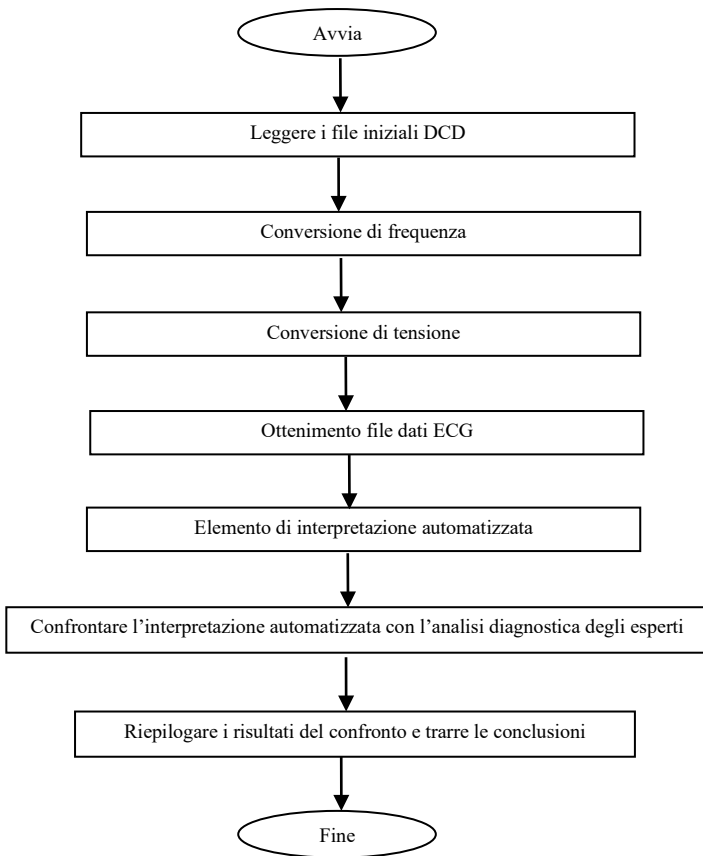 Avvia
Leggere i file iniziali DCD
Conversione di frequenza
Conversione di tensione
Ottenimento file dati ECG
Elemento di interpretazione automatizzata
Confrontare l’interpretazione automatizzata con l’analisi diagnostica degli esperti
Riepilogare i risultati del confronto e trarre le conclusioni
Fine